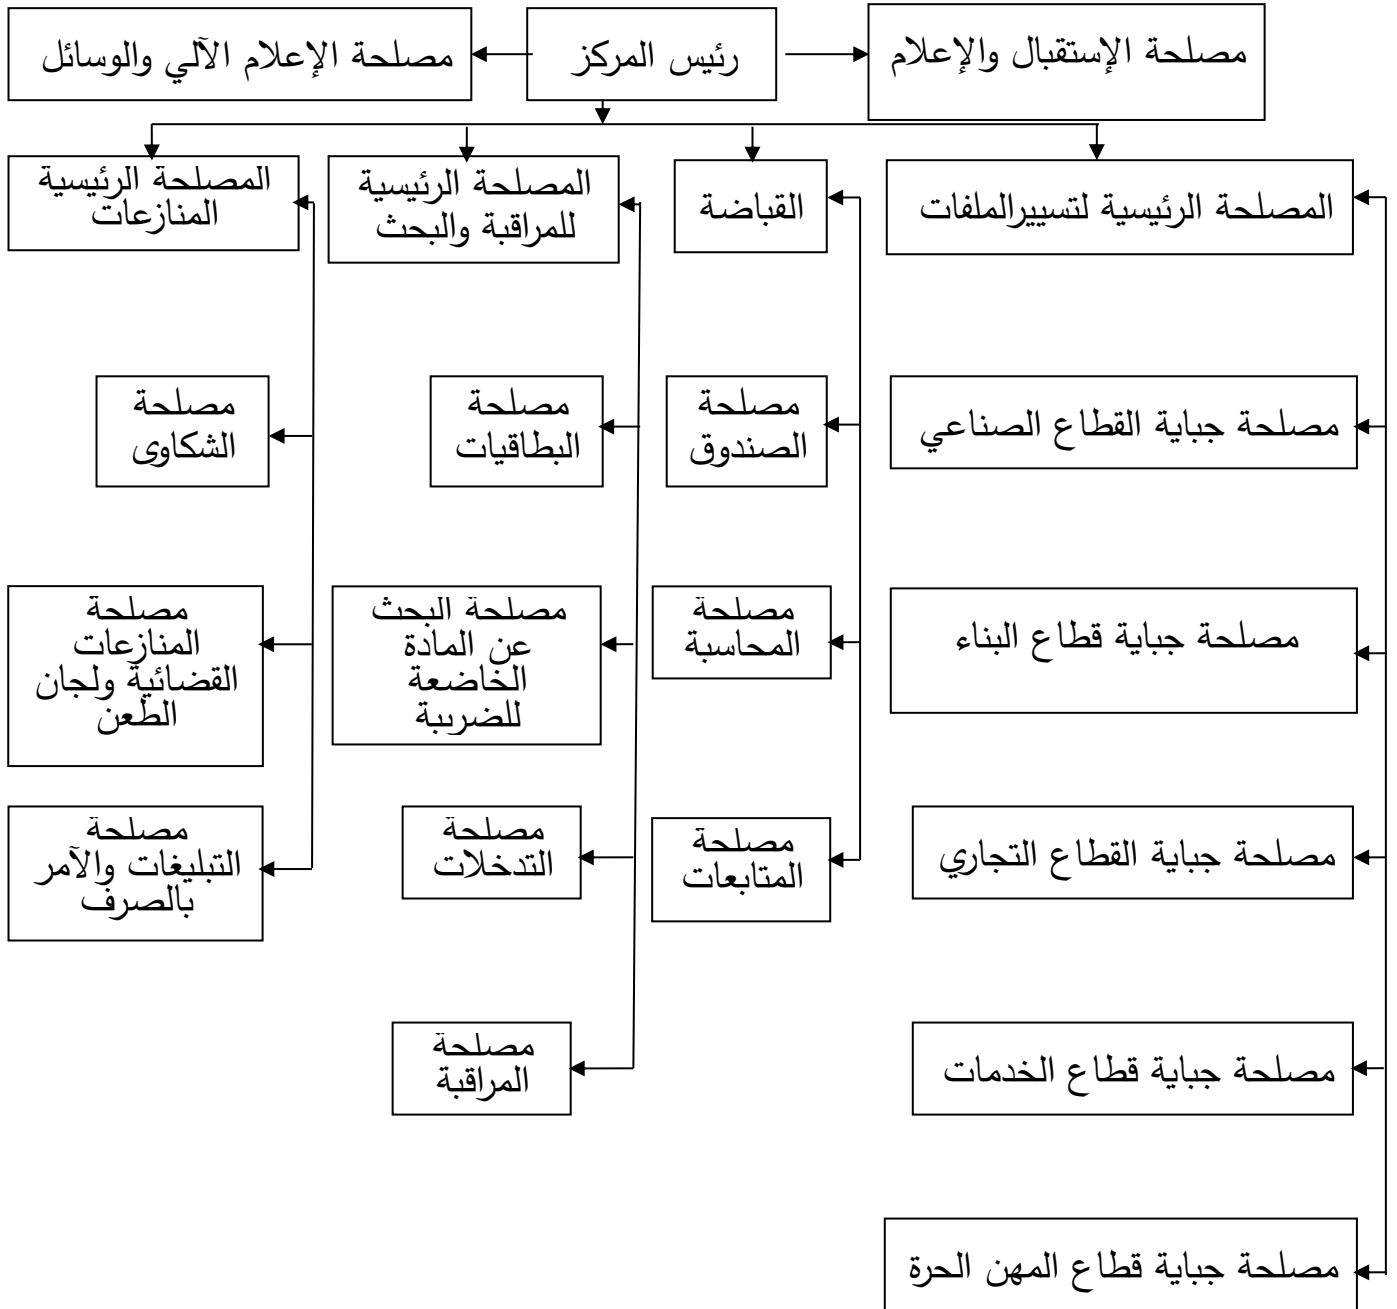 مصلحة الإستقبال والإعلام
رئيس المركز
مصلحة الإعلام الآلي والوسائل
المصلحة الرئيسية لتسييرالملفات
القباضة
المصلحة الرئيسية
للمراقبة والبحث
المصلحة الرئيسية
المنازعات
مصلحة جباية القطاع الصناعي
مصلحة
الصندوق
مصلحة
البطاقيات
مصلحة
الشكاوى
مصلحة جباية قطاع البناء
مصلحة
المحاسبة
مصلحة البحث
عن المادة
الخاضعة
للضريبة
مصلحة
المنازعات
القضائية ولجان
الطعن
مصلحة جباية القطاع التجاري
مصلحة
المتابعات
مصلحة
التدخلات
مصلحة
التبليغات والآمر
بالصرف
مصلحة جباية قطاع الخدمات
مصلحة
المراقبة
مصلحة جباية قطاع المهن الحرة